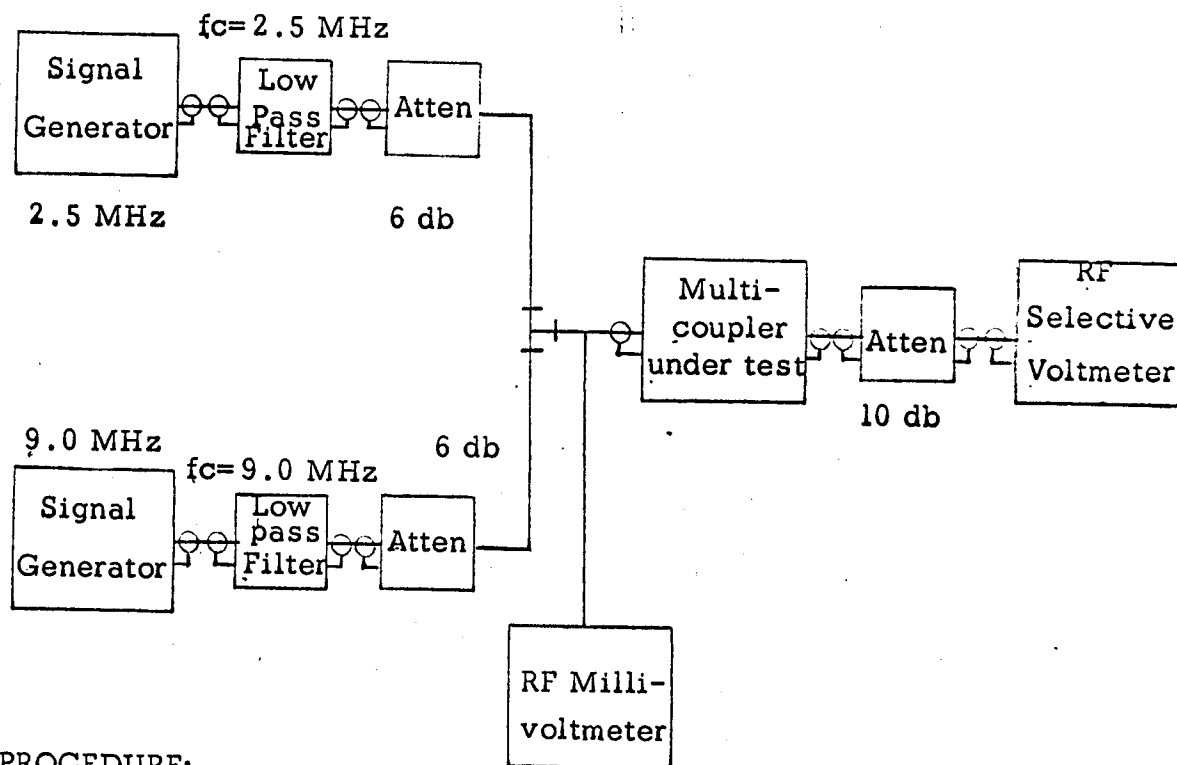 fc= 2.5 MHz
Signal
Generator
Low
Pass
Filter
Atten
2.5 MHz
6 db
Multi-
coupler
under test
Atten
RF
Selective
Voltmeter
10 db
9.0 MHz
fc= 9.0 MHz
6 db
Signal
Generator
Low
pass
Filter
Atten
RF Milli-
voltmeter
PROCEDURE: